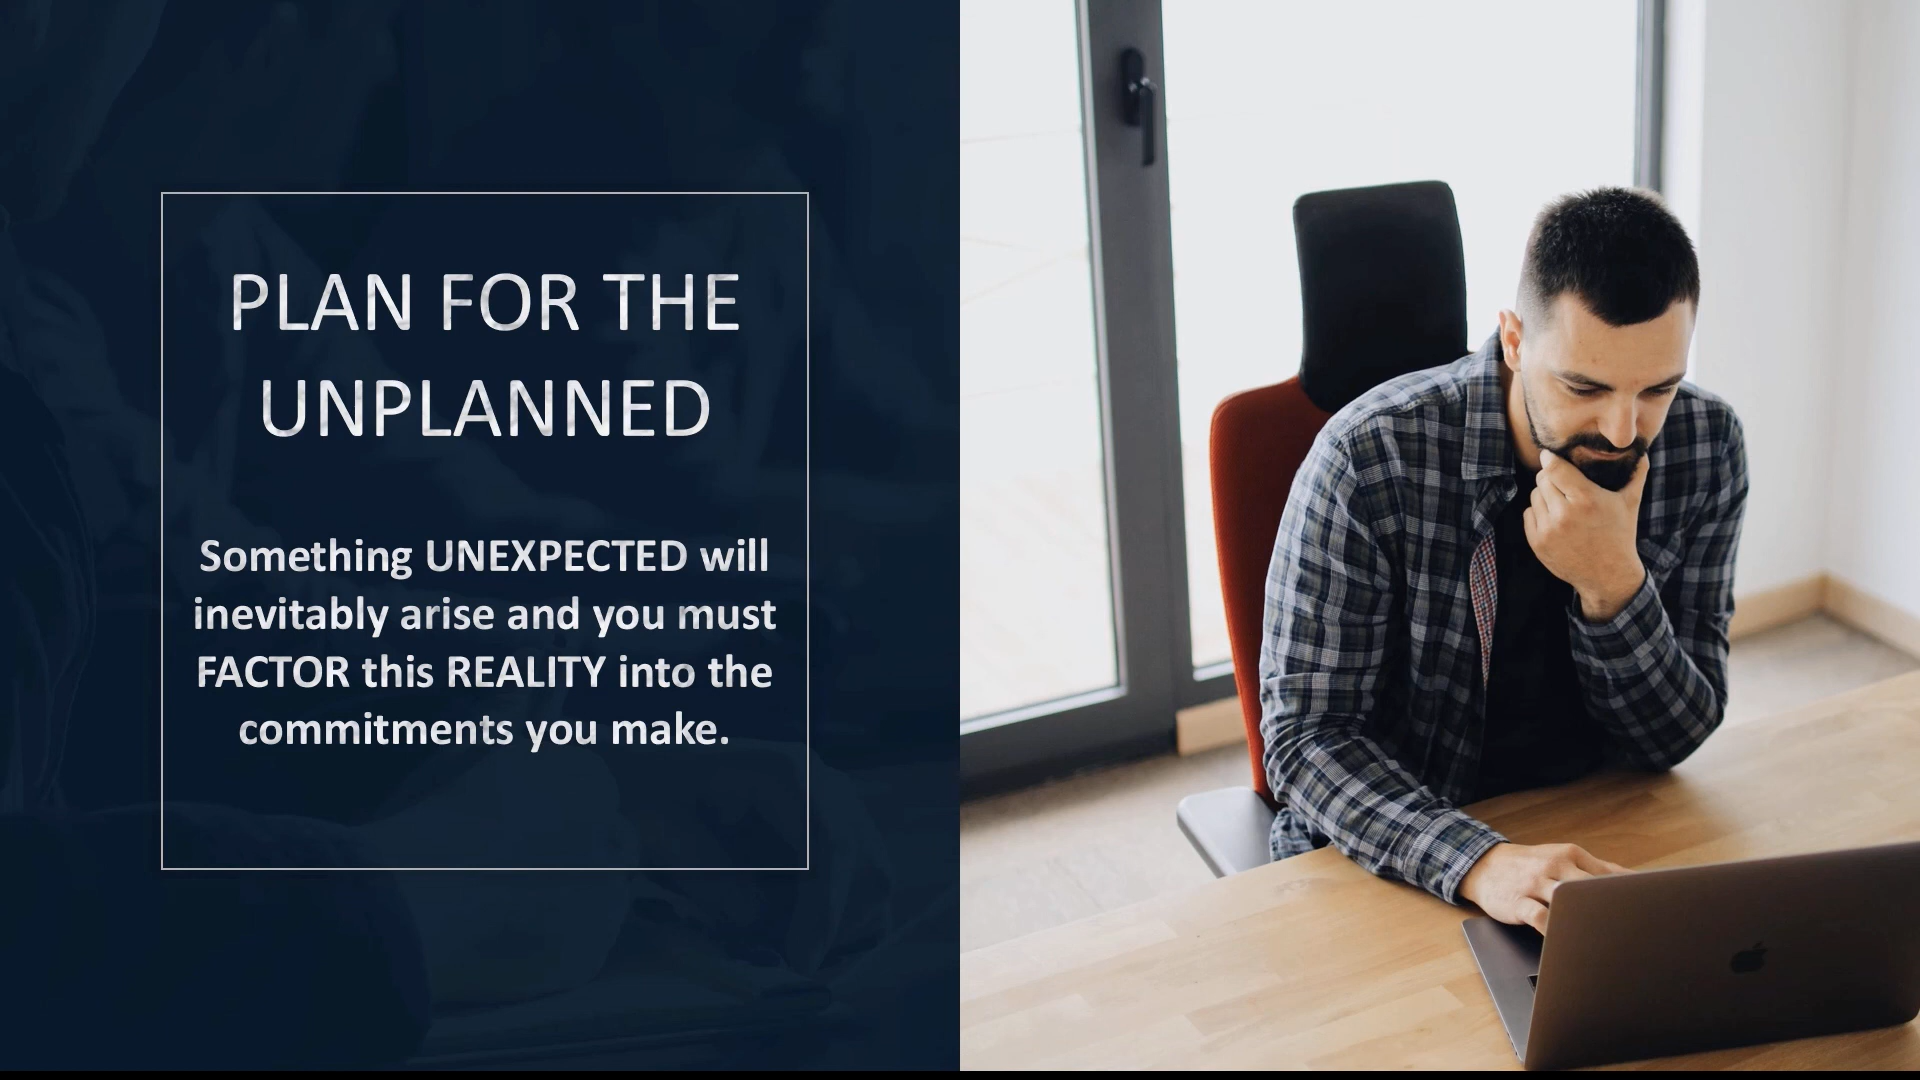 PLAN FOR THE
UNPLANNED
Something UNEXPECTED will
inevitably arise and you must
FACTOR this REALITY into the
commitments you make.